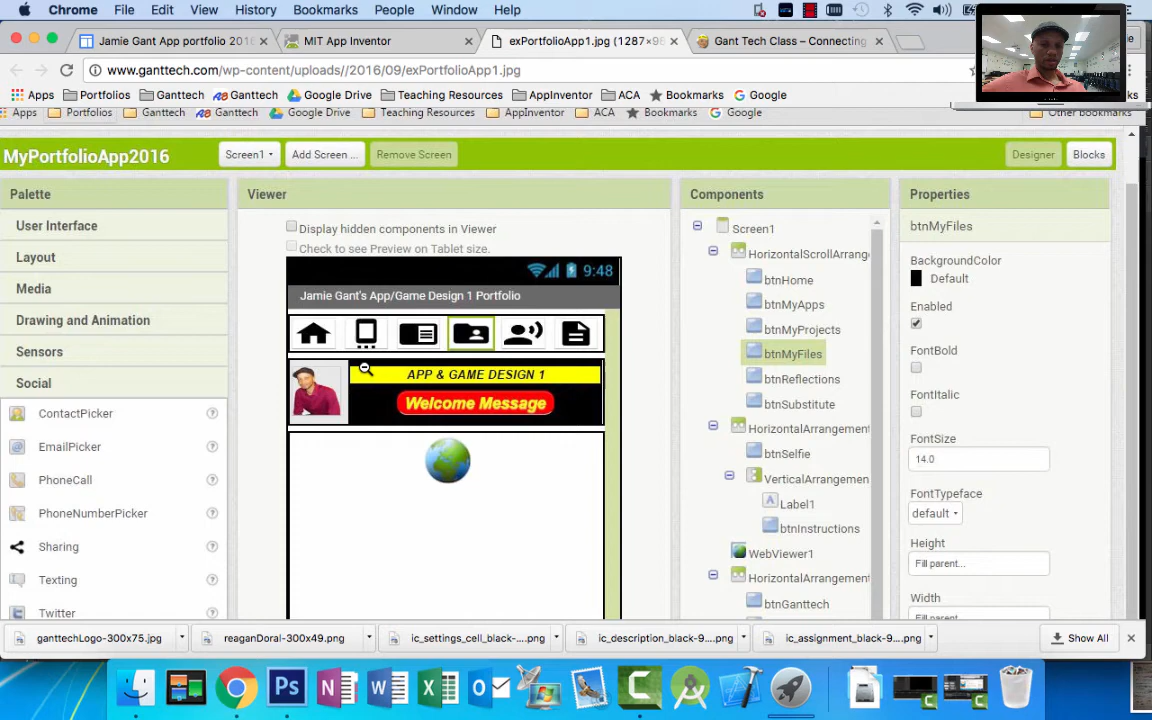 Chrome File Edit View History Bookmarks People Window Help
Jamie Gant App portfolio 201
MIT App Inventor
exPortfolioApp1.jpg (1287×98
Gant Tech Class – Connecting
www.ganttech.com/wp-content/uploads//2016/09/exPortfolioApp1.jpg
Apps Portfolios Ganttech Ganttech Google Drive Teaching Resources AppInventor ACA Bookmarks Google
Apps Portfolios Ganttech Ganttech Google Drive Teaching Resources AppInventor ACA Bookmarks Google Other Bookmarks
MyPortfolioApp2016 Screen1 Add Screen ... Remove Screen Designer Blocks
Palette Viewer Components Properties
User Interface
Layout
Media
Drawing and Animation
Sensors
Social
ContactPicker ?
EmailPicker ?
PhoneCall ?
PhoneNumberPicker ?
Sharing ?
Texting ?
Twitter ?
Display hidden components in Viewer
Check to see Preview on Tablet size.
9:48
Jamie Gant's App/Game Design 1 Portfolio
APP & GAME DESIGN 1
Welcome Message
Screen1
HorizontalScrollArrange
btnHome
btnMyApps
btnMyProjects
btnMyFiles
btnReflections
btnSubstitute
HorizontalArrangement
btnSelfie
VerticalArrangemen
A Label1
btnInstructions
WebViewer1
HorizontalArrangement
btnGanttech
btnMyFiles
BackgroundColor
Default
Enabled
FontBold
FontItalic
FontSize
14.0
FontTypeface
default
Height
Fill parent...
Width
Fill parent...
ganttechLogo-300x75.jpg reaganDoral-300x49.png ic_settings_cell_black-....png ic_description_black-9....png ic_assignment_black-9....png Show All
Ps N W X O C